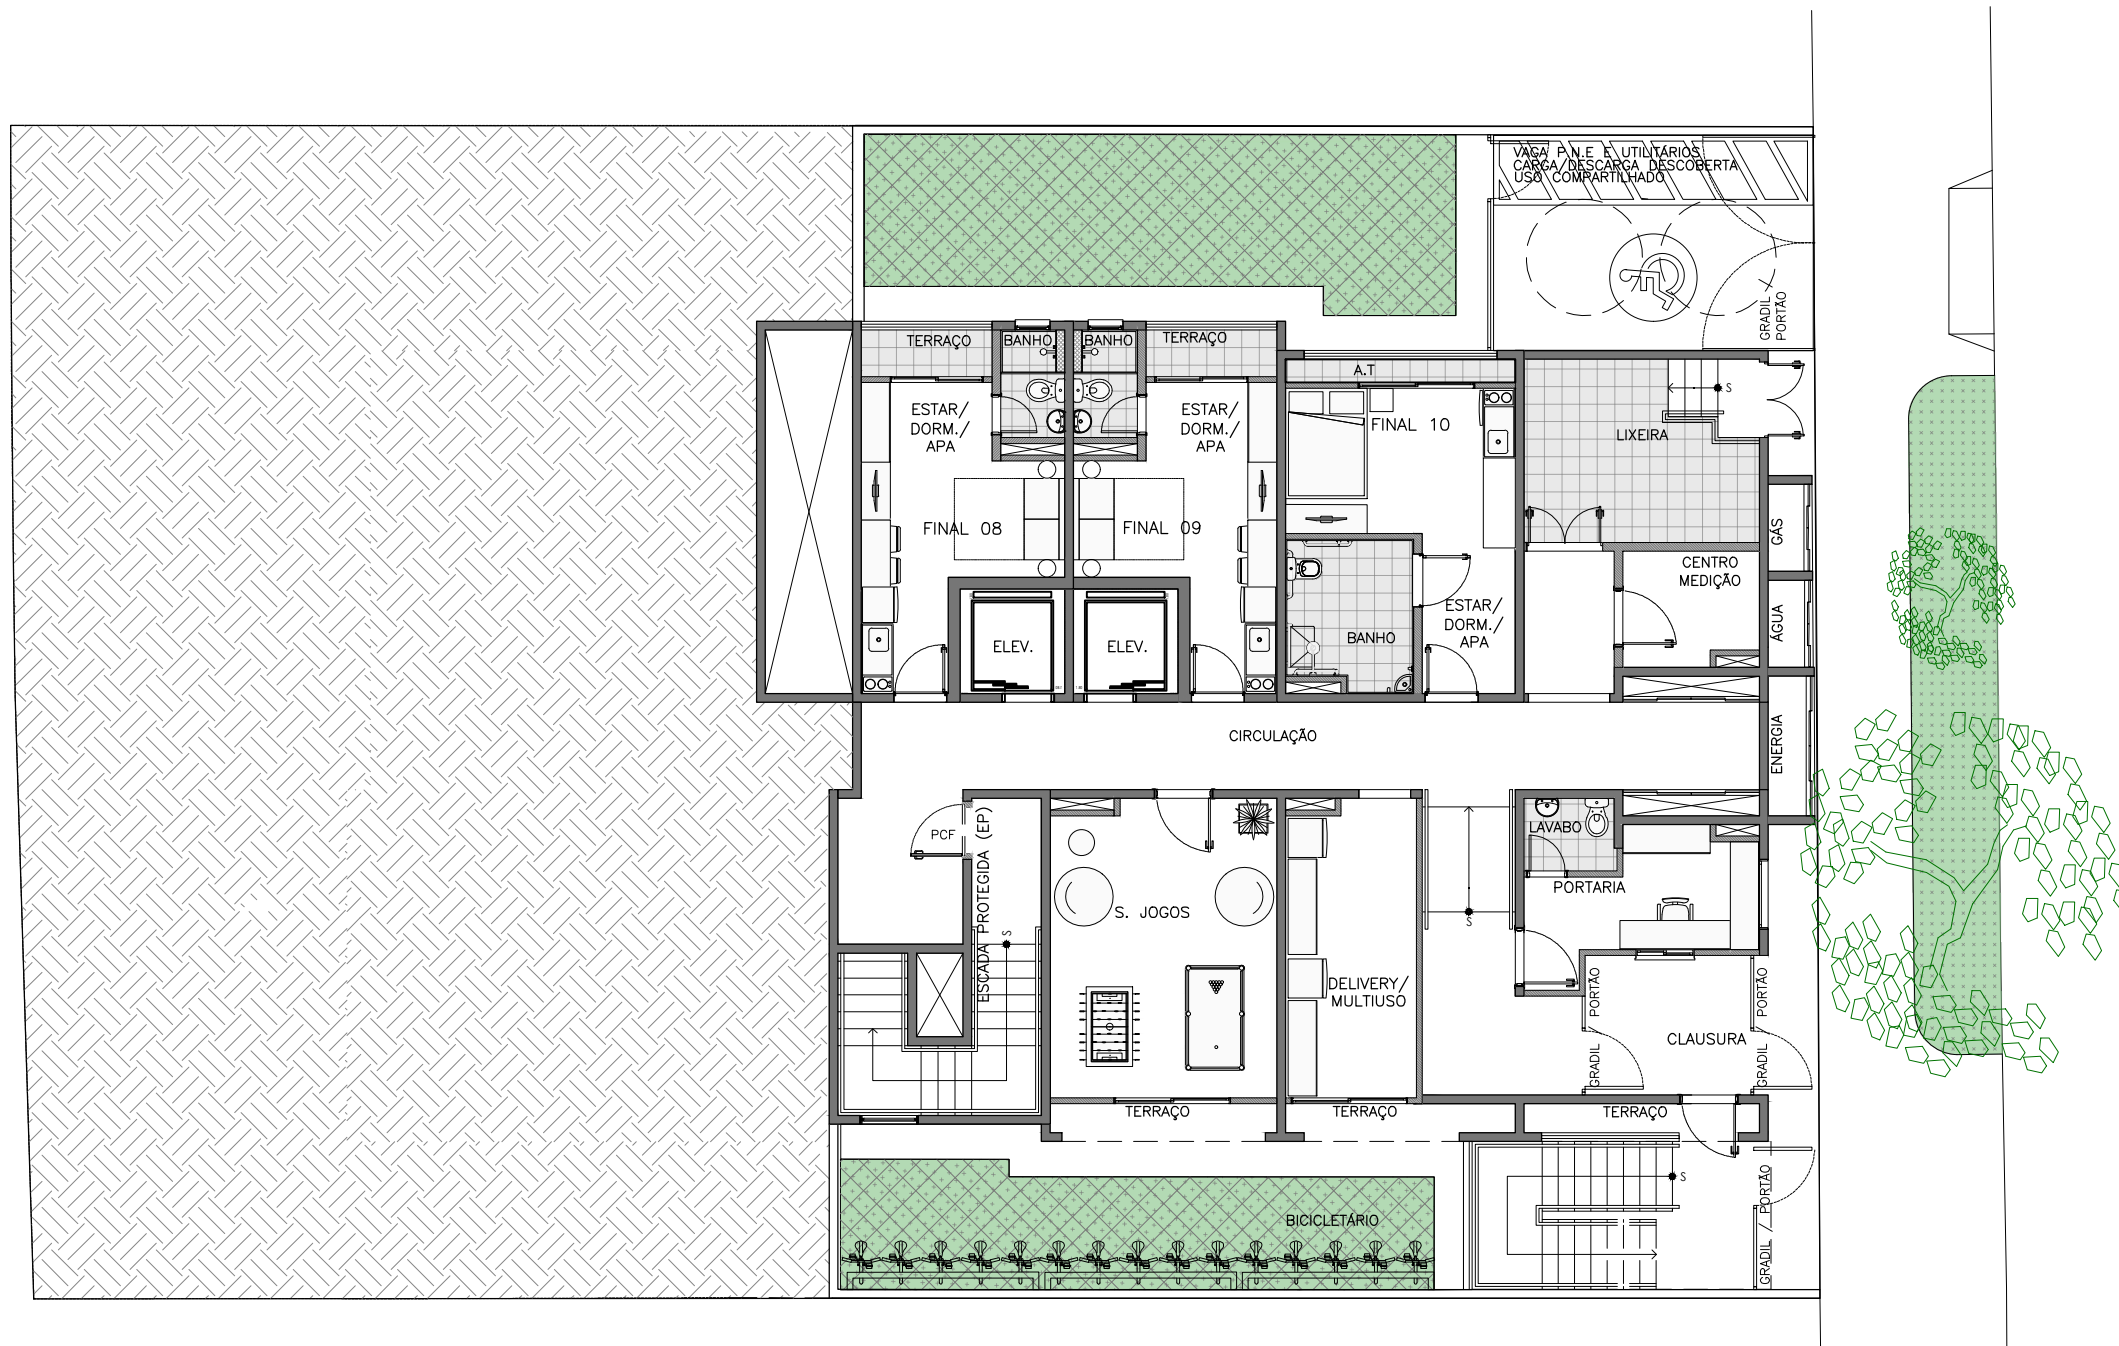 VAGA P.N.E E UTILITÁRIOS
CARGA/DESCARGA DESCOBERTA
USO COMPARTILHADO
GRADIL
PORTÃO
TERRAÇO
BANHO
BANHO
TERRAÇO
A.T
S
ESTAR/
DORM./
APA
ESTAR/
DORM./
APA
FINAL 10
LIXEIRA
FINAL 08
FINAL 09
GÁS
CENTRO
MEDIÇÃO
ÁGUA
ESTAR/
DORM./
APA
BANHO
ELEV.
ELEV.
CIRCULAÇÃO
ENERGIA
PCF
ESCADA PROTEGIDA (EP)
LAVABO
PORTARIA
S. JOGOS
S
S
DELIVERY/
MULTIUSO
PORTÃO
PORTÃO
CLAUSURA
GRADIL
GRADIL
TERRAÇO
TERRAÇO
TERRAÇO
S
GRADIL / PORTÃO
BICICLETÁRIO